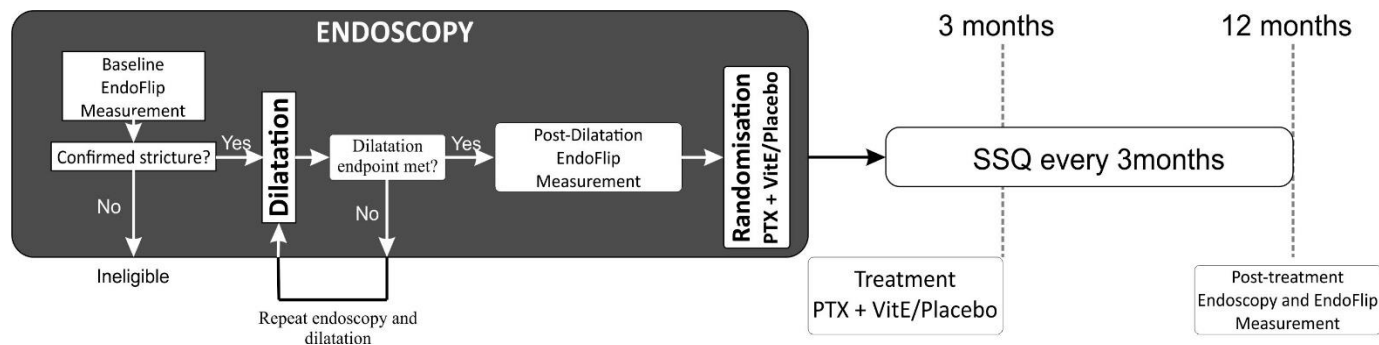 ENDOSCOPY
Baseline
EndoFlip
Measurement
Confirmed stricture?
Yes
No
Ineligible
Dilatation
Dilatation
endpoint met?
Yes
No
Repeat endoscopy and
dilatation
Post-Dilatation
EndoFlip
Measurement
Randomisation
PTX + VitE/Placebo
3 months
12 months
SSQ every 3months
Treatment
PTX + VitE/Placebo
Post-treatment
Endoscopy and EndoFlip
Measurement